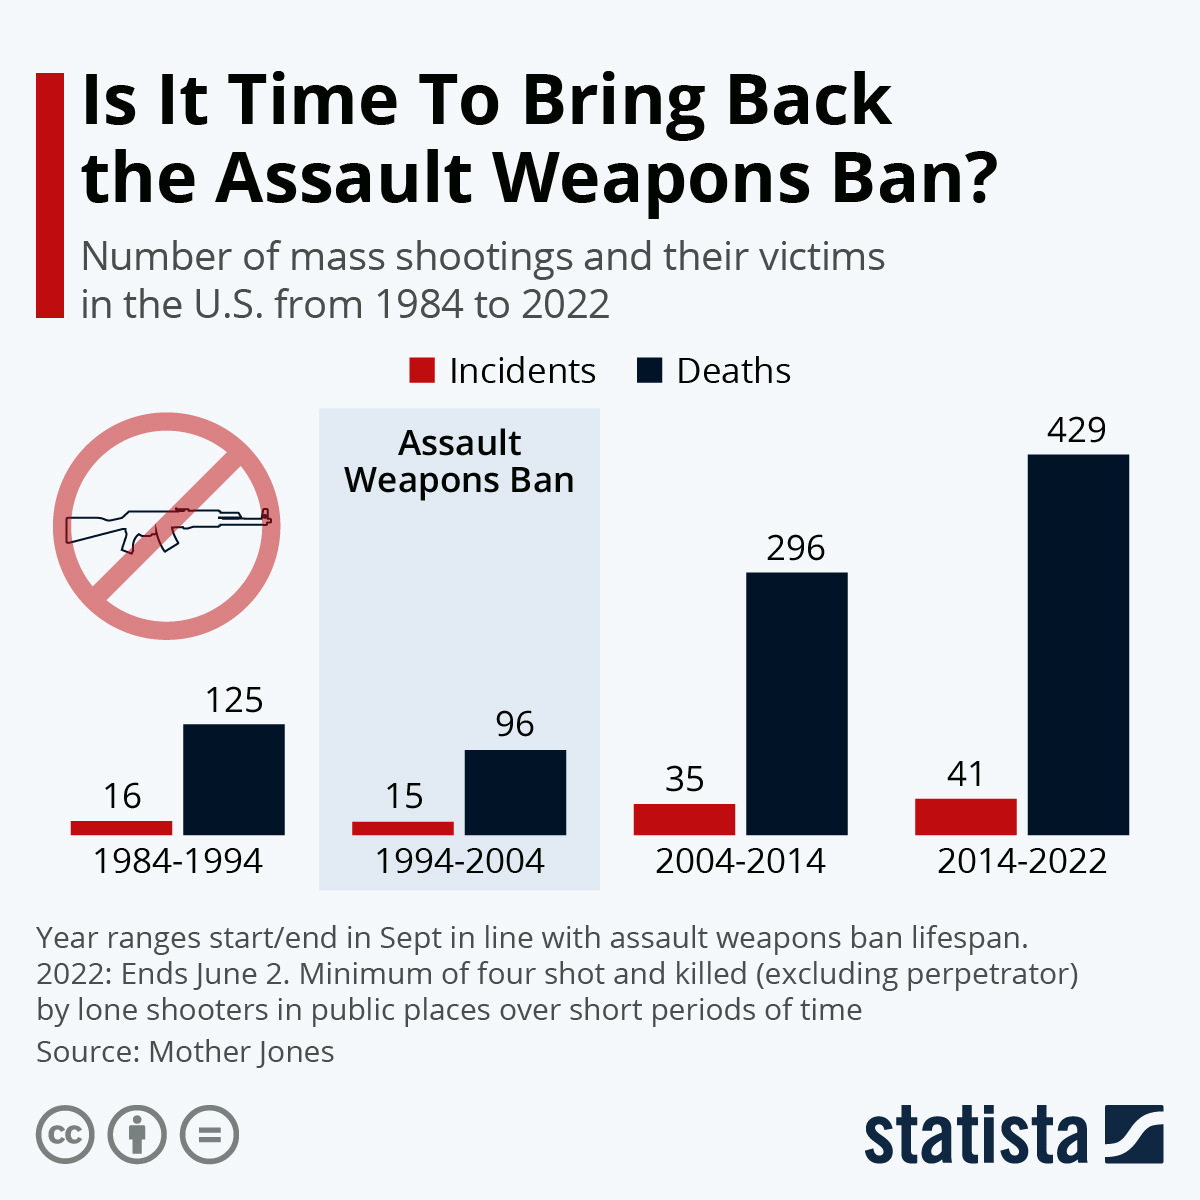 Is It Time To Bring Back
the Assault Weapons Ban?
Number of mass shootings and their victims
in the U.S. from 1984 to 2022
Incidents Deaths
Assault
Weapons Ban
16 125
15 96
35 296
41 429
1984-1994 1994-2004 2004-2014 2014-2022
Year ranges start/end in Sept in line with assault weapons ban lifespan.
2022: Ends June 2. Minimum of four shot and killed (excluding perpetrator)
by lone shooters in public places over short periods of time
Source: Mother Jones
cc =
statista